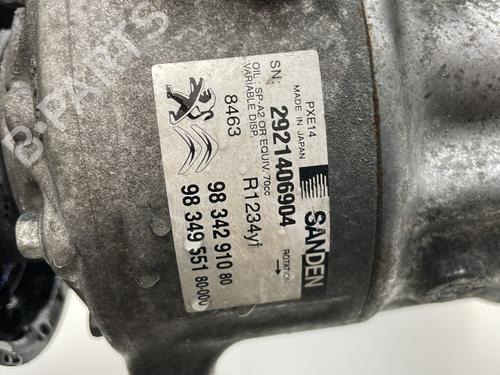 SANDEN
PXE14
MADE IN JAPAN
ROTATION
SN: 2921406904
OIL : SP-A2 OR EQUIV. 70cc
VARIABLE DISP.
R1234yf
8463
98 342 910 80
98 349 551 80-000
B-PARTS